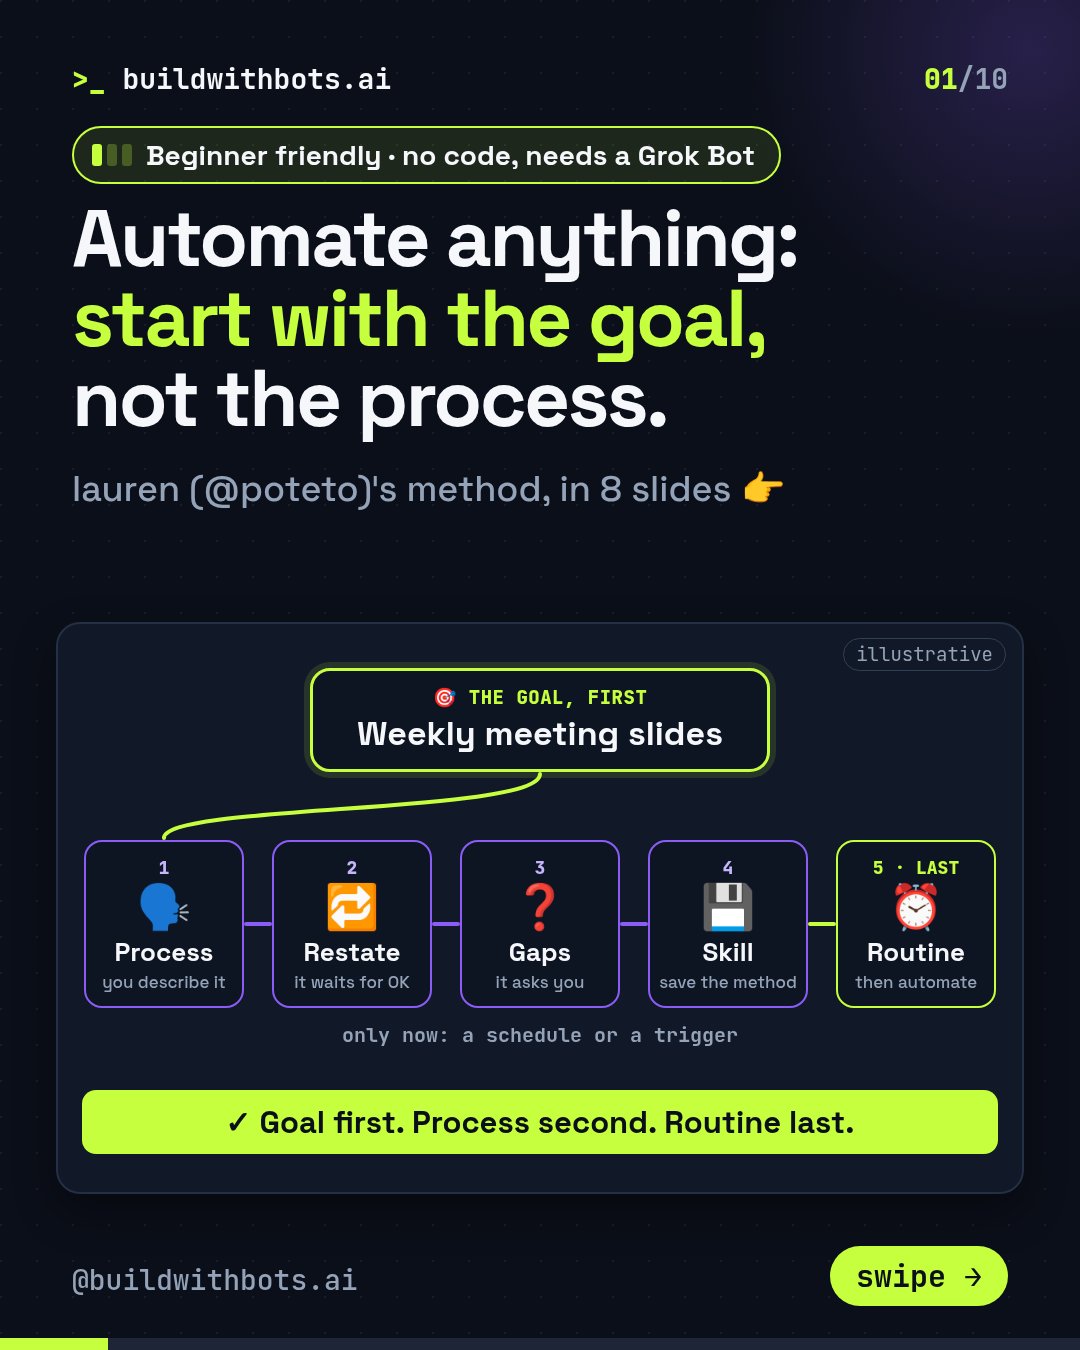 >_ buildwithbots.ai
01/10
Beginner friendly · no code, needs a Grok Bot
Automate anything:
start with the goal,
not the process.
lauren (@poteto)'s method, in 8 slides 👉
illustrative
🎯 THE GOAL, FIRST
Weekly meeting slides
1
Process
you describe it
2
Restate
it waits for OK
3
Gaps
it asks you
4
Skill
save the method
5 · LAST
Routine
then automate
only now: a schedule or a trigger
✓ Goal first. Process second. Routine last.
@buildwithbots.ai
swipe →